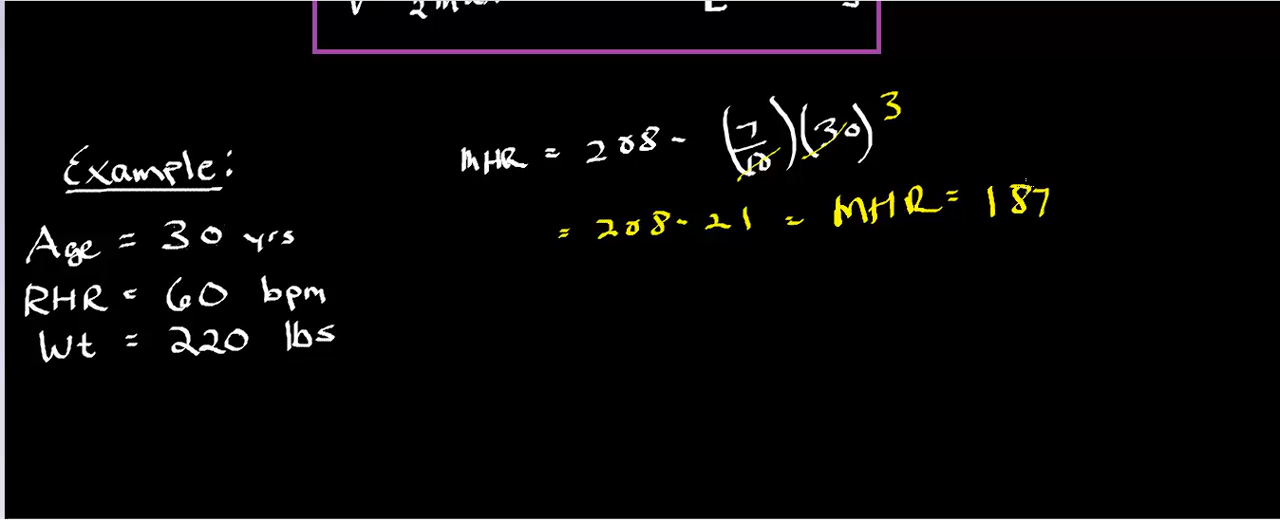 MHR = 208 - (7/10)(30) 3
= 208 - 21 = MHR = 187
Example:
Age = 30 yrs
RHR = 60 bpm
Wt = 220 lbs